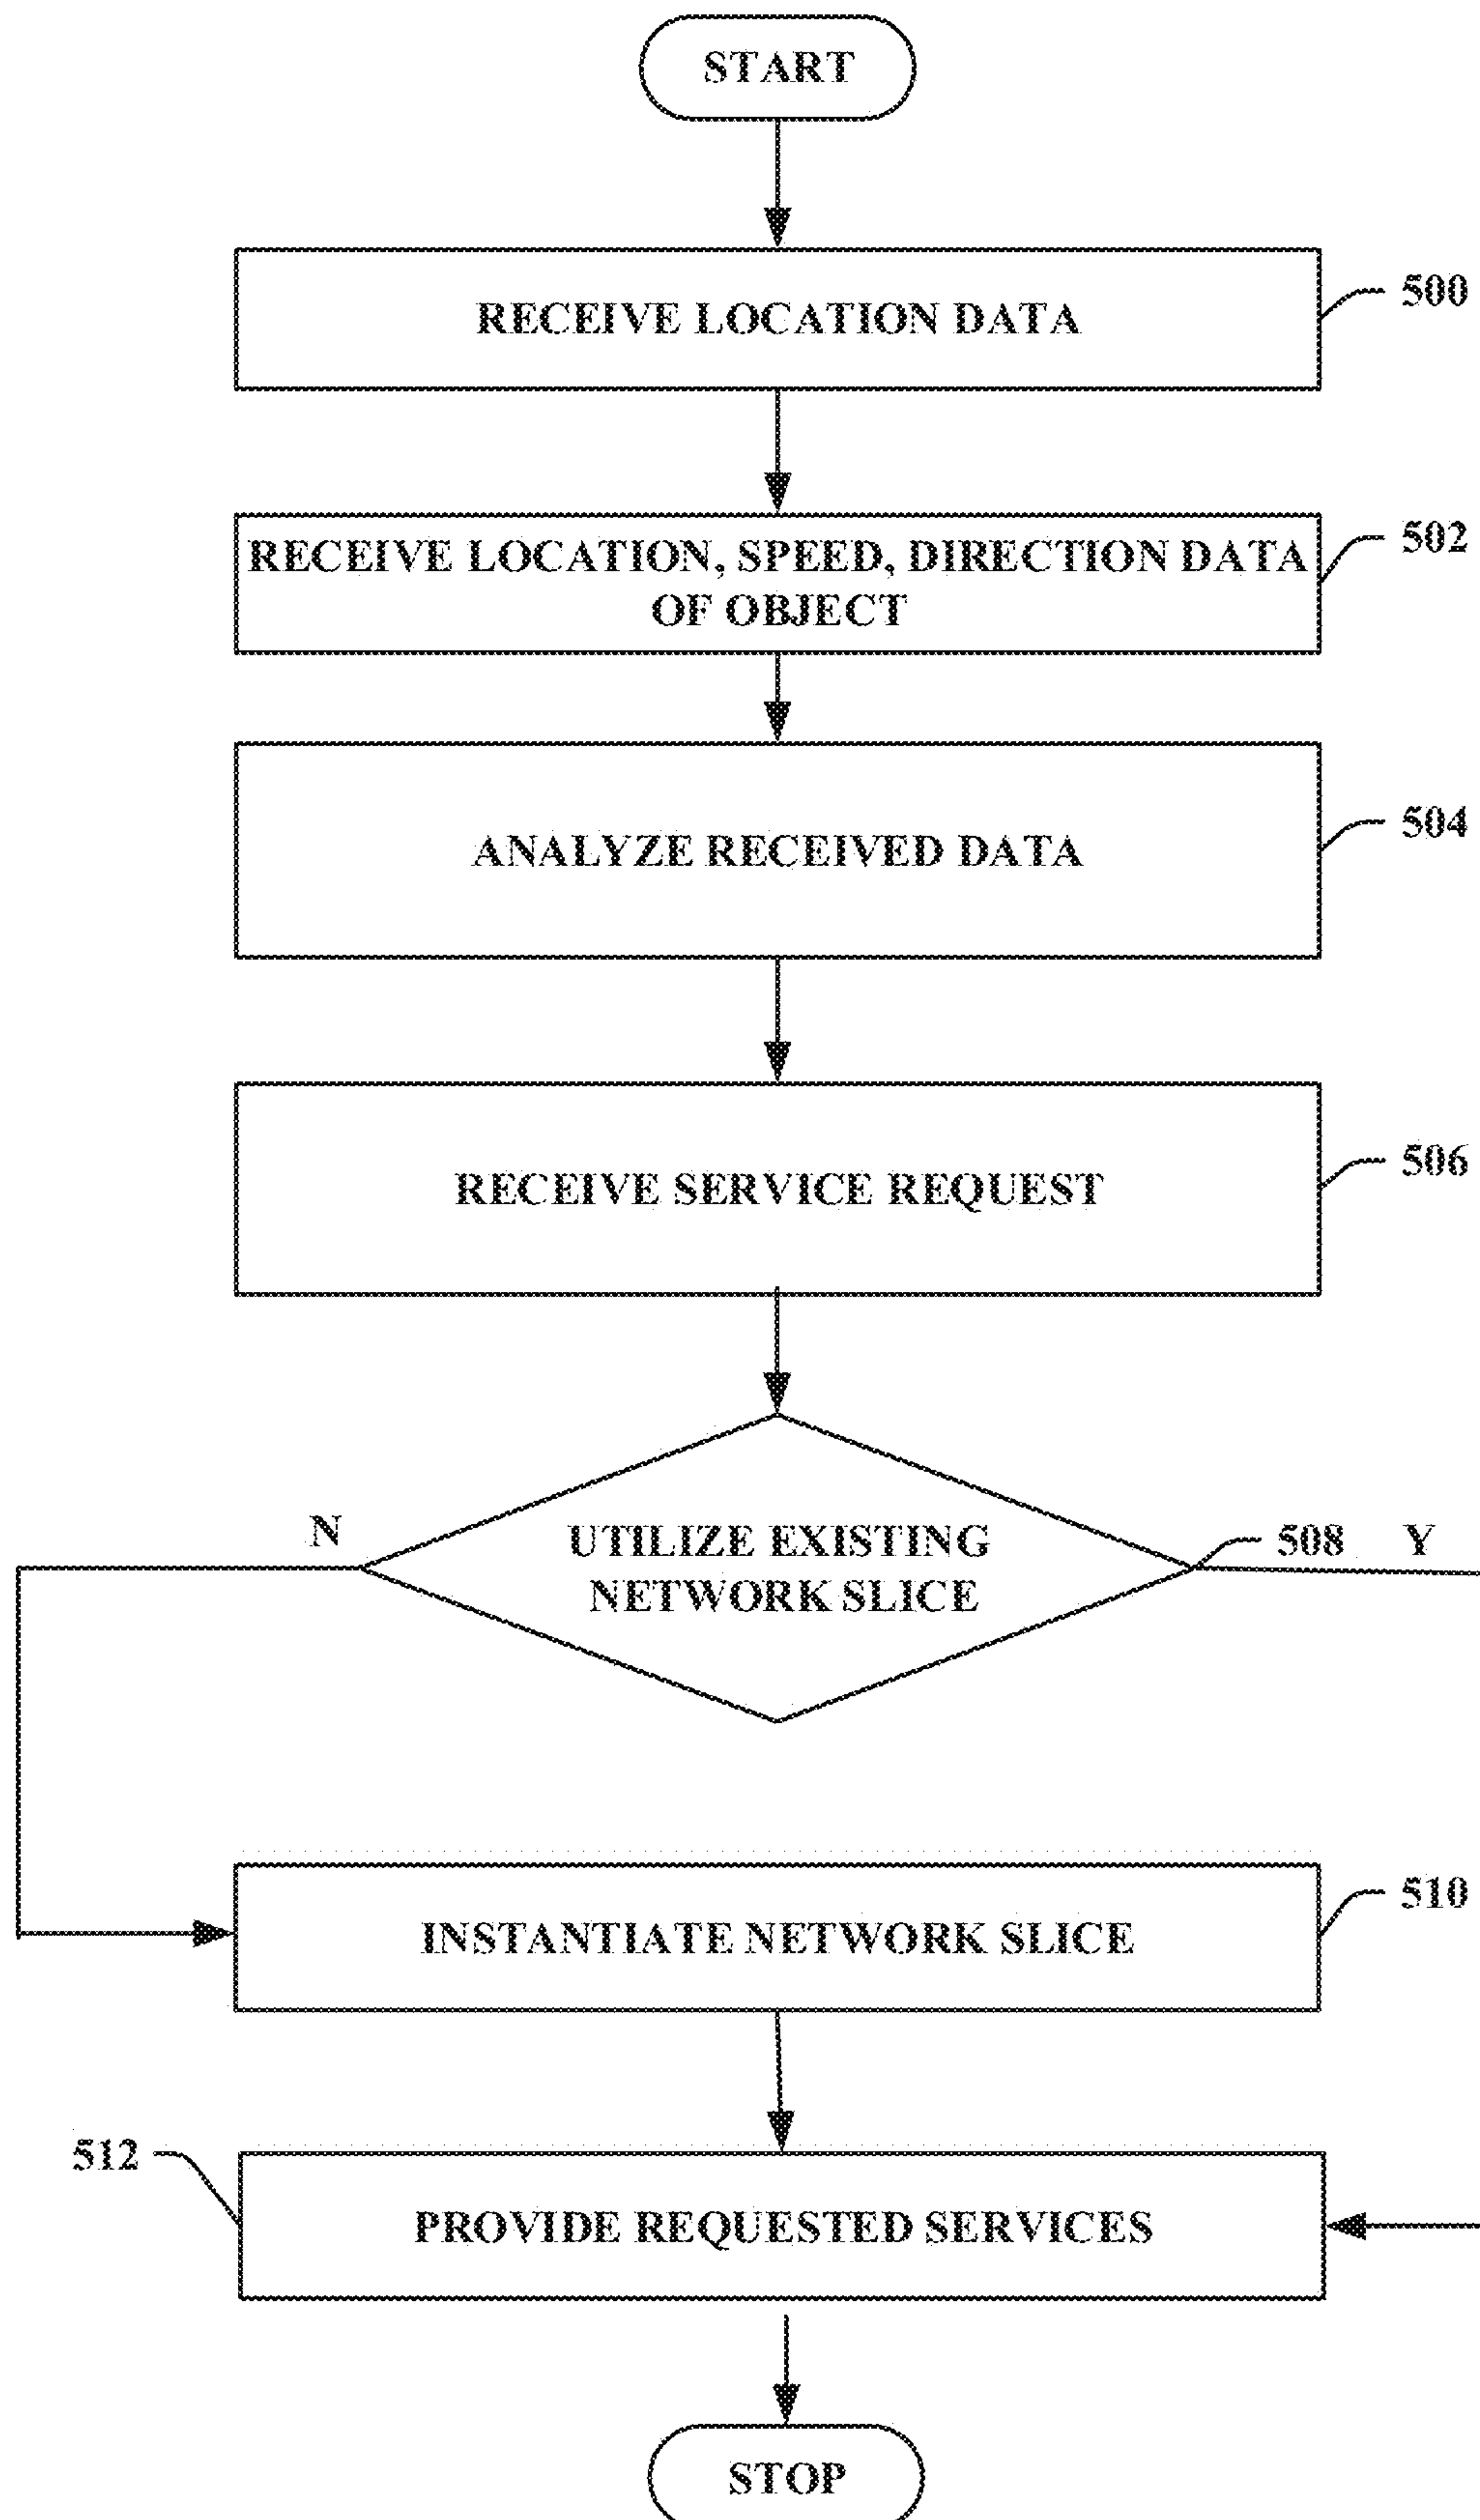 START
RECEIVE LOCATION DATA
500
RECEIVE LOCATION, SPEED, DIRECTION DATA
OF OBJECT
502
ANALYZE RECEIVED DATA
504
RECEIVE SERVICE REQUEST
506
N
UTILIZE EXISTING
NETWORK SLICE
508
Y
INSTANTIATE NETWORK SLICE
510
512
PROVIDE REQUESTED SERVICES
STOP